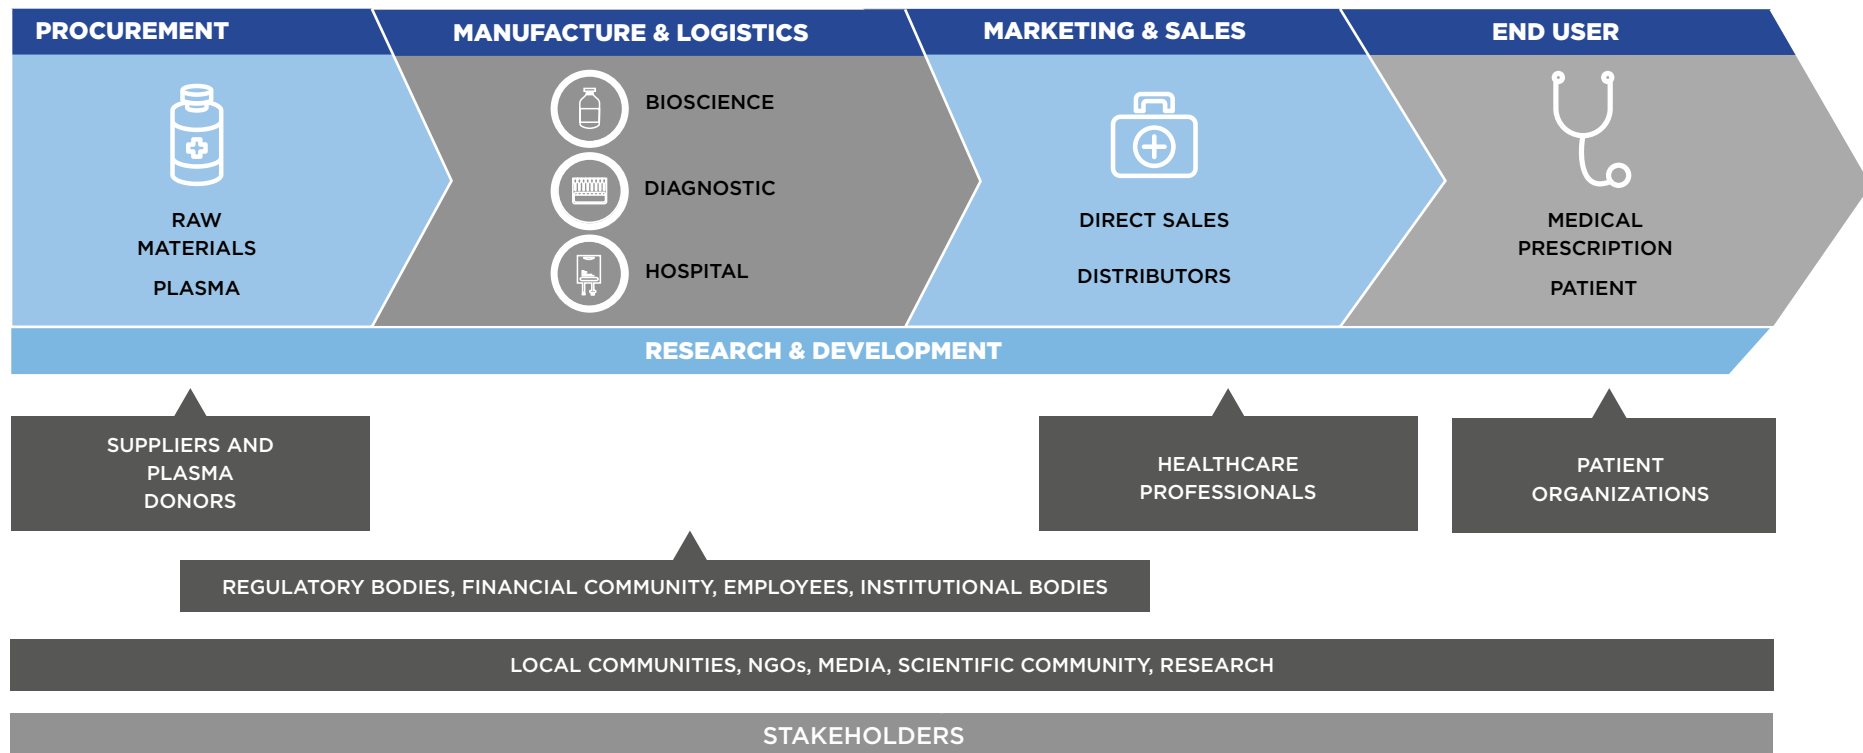 PROCUREMENT
MANUFACTURE & LOGISTICS
MARKETING & SALES
END USER
RAW
MATERIALS
PLASMA
BIOSCIENCE
DIAGNOSTIC
HOSPITAL
DIRECT SALES
DISTRIBUTORS
MEDICAL
PRESCRIPTION
PATIENT
RESEARCH & DEVELOPMENT
SUPPLIERS AND
PLASMA
DONORS
HEALTHCARE
PROFESSIONALS
PATIENT
ORGANIZATIONS
REGULATORY BODIES, FINANCIAL COMMUNITY, EMPLOYEES, INSTITUTIONAL BODIES
LOCAL COMMUNITIES, NGOs, MEDIA, SCIENTIFIC COMMUNITY, RESEARCH
STAKEHOLDERS